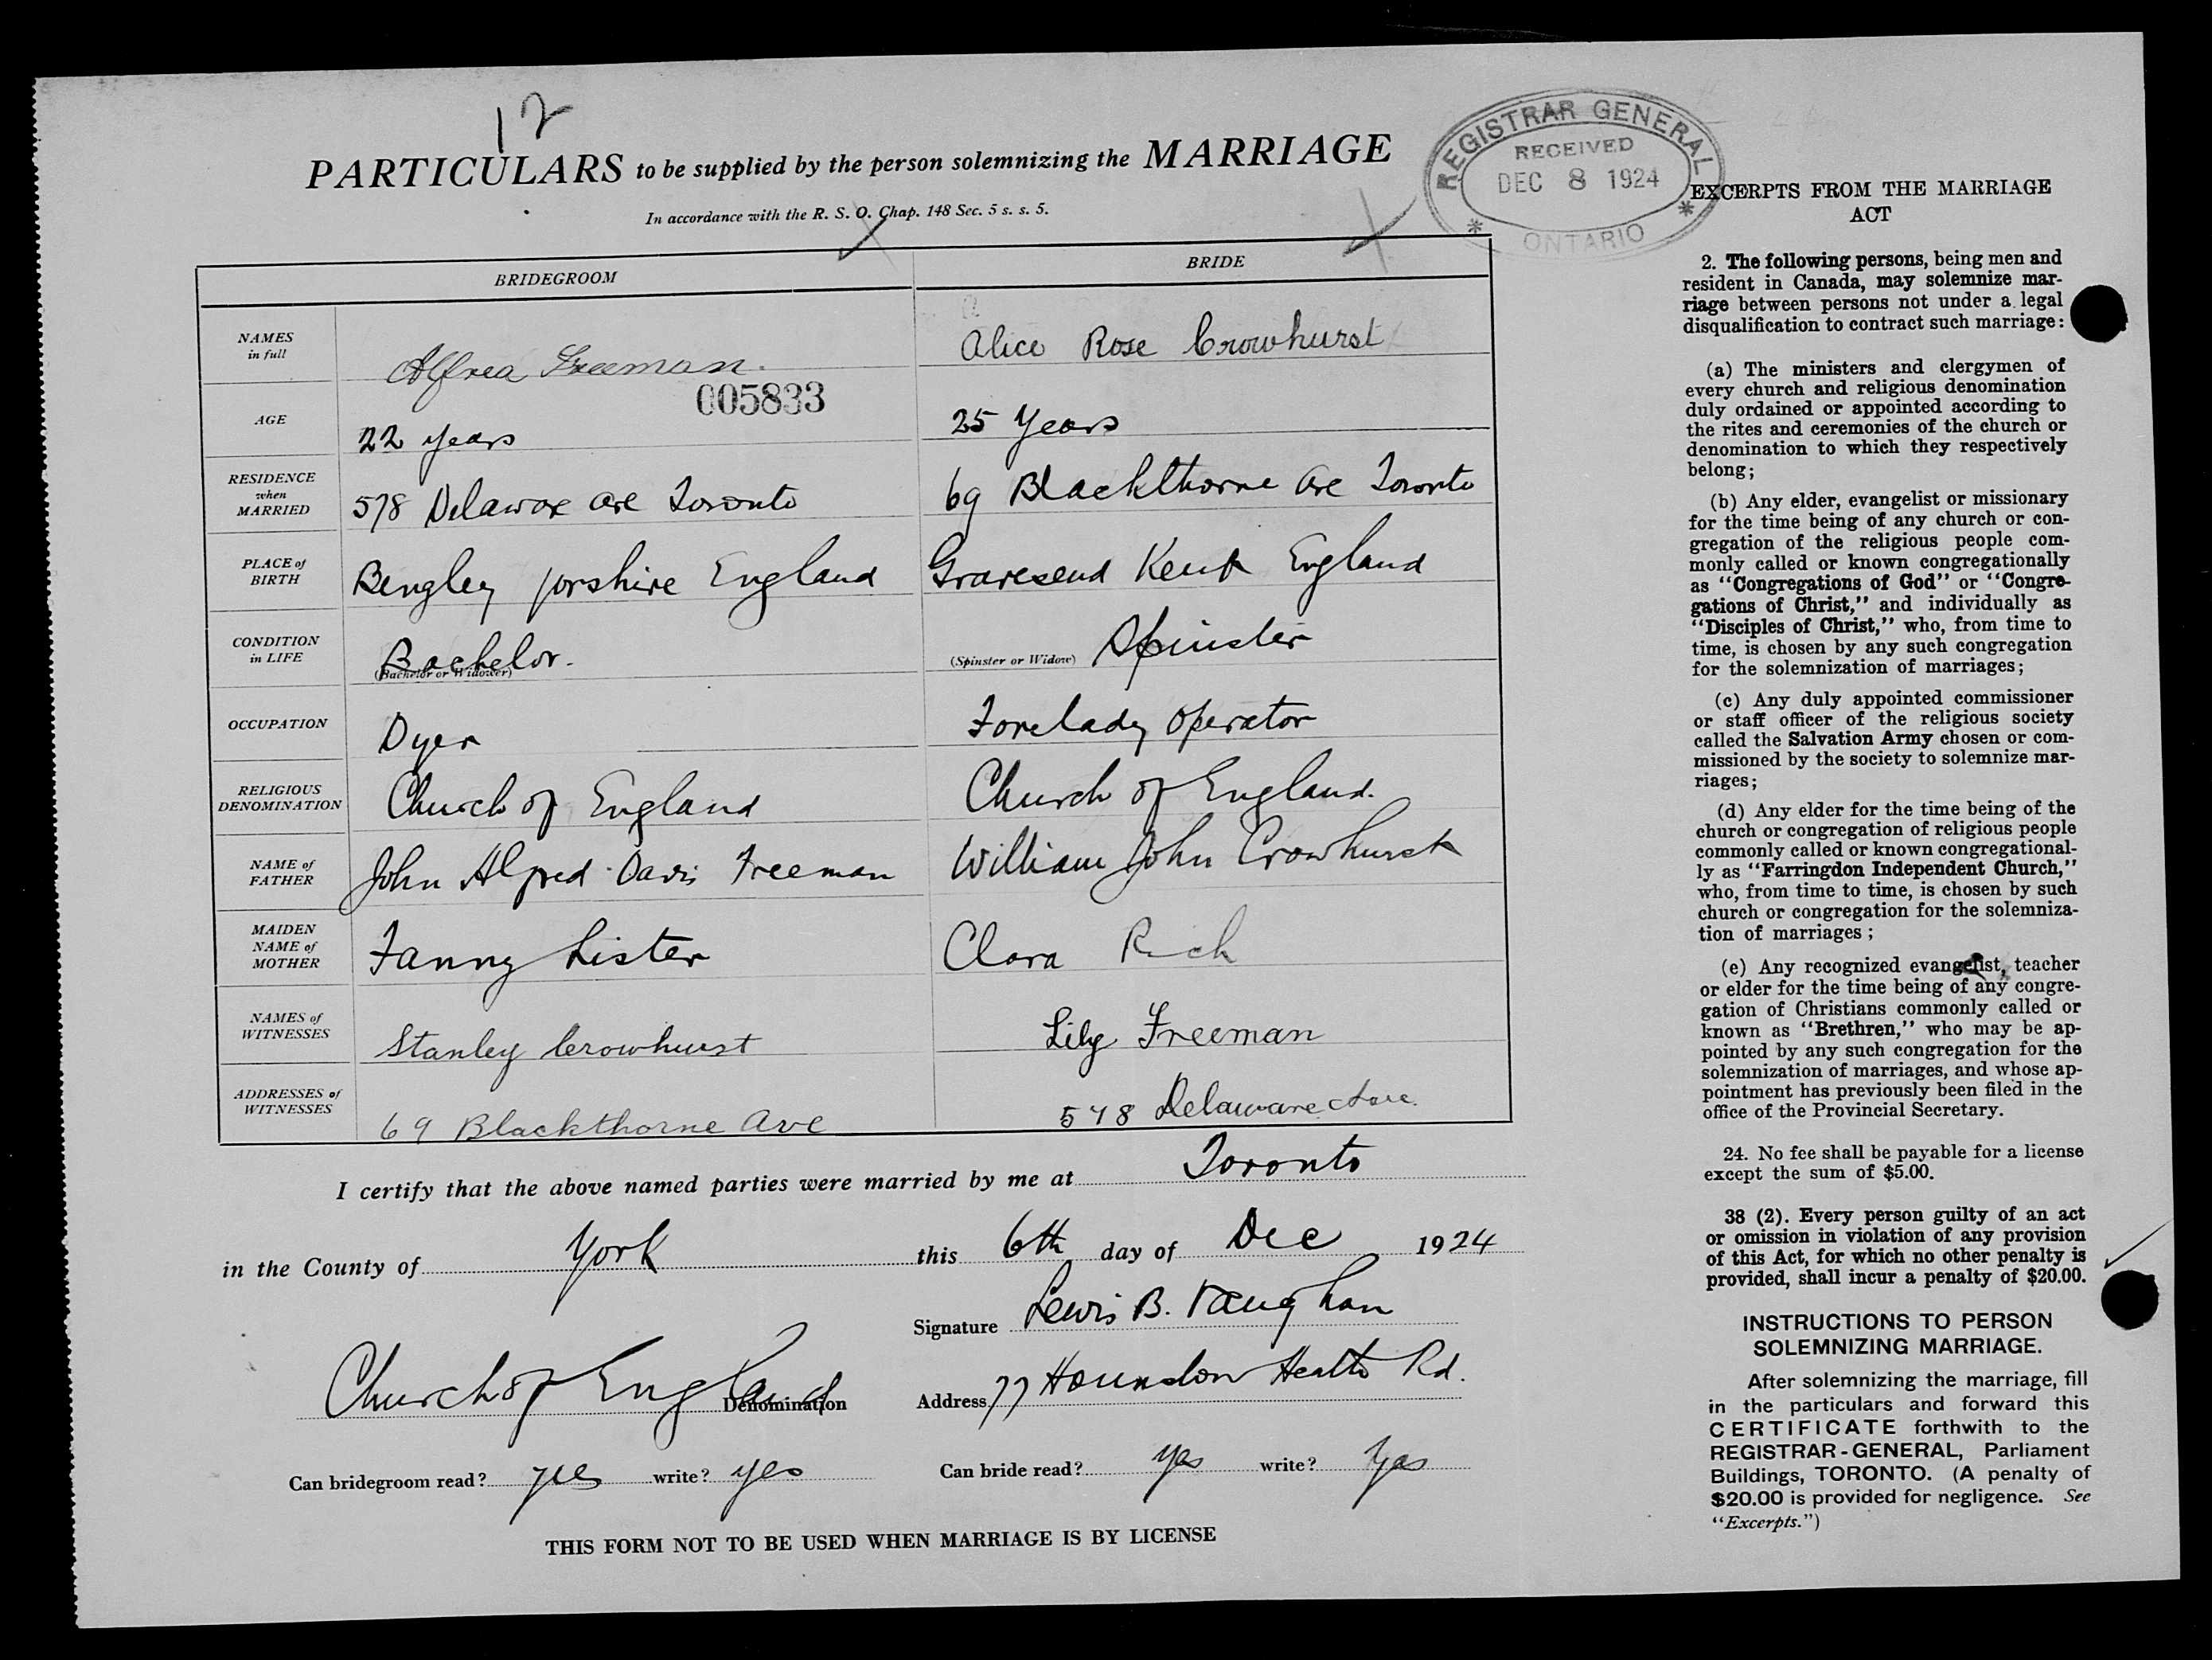 12
PARTICULARS to be supplied by the person solemnizing the MARRIAGE
In accordance with the R. S. O. Chap. 148 Sec. 5 s. s. 5.
REGISTRAR GENERAL
RECEIVED
DEC 8 1924
ONTARIO
BRIDEGROOM BRIDE
NAMES in full Alfred Freeman. Alice Rose Crowhurst
005833
AGE 22 years 25 Years
RESIDENCE when MARRIED 578 Delawar ave Toronto 69 Blackthorne Ave Toronto
PLACE of BIRTH Bengley yorshire England Gravesend Kent England
CONDITION in LIFE Bachelor. (Bachelor or Widower) (Spinster or Widow) Spinster
OCCUPATION Dyer Forelady Operator
RELIGIOUS DENOMINATION Church of England Church of England.
NAME of FATHER John Alfred Davis Freeman William John Crowhurst
MAIDEN NAME of MOTHER Fanny Lister Clara Rich
NAMES of WITNESSES Stanley Crowhurst Lily Freeman
ADDRESSES of WITNESSES 69 Blackthorne Ave 578 Delaware Ave.
I certify that the above named parties were married by me at Toronto
in the County of York this 6th day of Dec 1924
Signature Lewis B. Vaughan
Church of England Denomination Address 77 Hounslow Heath Rd.
Can bridegroom read? yes write? yes Can bride read? yes write? yes
THIS FORM NOT TO BE USED WHEN MARRIAGE IS BY LICENSE
EXCERPTS FROM THE MARRIAGE
ACT
2. The following persons, being men and
resident in Canada, may solemnize mar-
riage between persons not under a legal
disqualification to contract such marriage:
(a) The ministers and clergymen of
every church and religious denomination
duly ordained or appointed according to
the rites and ceremonies of the church or
denomination to which they respectively
belong;
(b) Any elder, evangelist or missionary
for the time being of any church or con-
gregation of the religious people com-
monly called or known congregationally
as "Congregations of God" or "Congre-
gations of Christ," and individually as
"Disciples of Christ," who, from time to
time, is chosen by any such congregation
for the solemnization of marriages;
(c) Any duly appointed commissioner
or staff officer of the religious society
called the Salvation Army chosen or com-
missioned by the society to solemnize mar-
riages;
(d) Any elder for the time being of the
church or congregation of religious people
commonly called or known congregational-
ly as "Farringdon Independent Church,"
who, from time to time, is chosen by such
church or congregation for the solemniza-
tion of marriages;
(e) Any recognized evangelist, teacher
or elder for the time being of any congre-
gation of Christians commonly called or
known as "Brethren," who may be ap-
pointed by any such congregation for the
solemnization of marriages, and whose ap-
pointment has previously been filed in the
office of the Provincial Secretary.
24. No fee shall be payable for a license
except the sum of $5.00.
38 (2). Every person guilty of an act
or omission in violation of any provision
of this Act, for which no other penalty is
provided, shall incur a penalty of $20.00.
INSTRUCTIONS TO PERSON
SOLEMNIZING MARRIAGE.
After solemnizing the marriage, fill
in the particulars and forward this
CERTIFICATE forthwith to the
REGISTRAR-GENERAL, Parliament
Buildings, TORONTO. (A penalty of
$20.00 is provided for negligence. See
"Excerpts.")